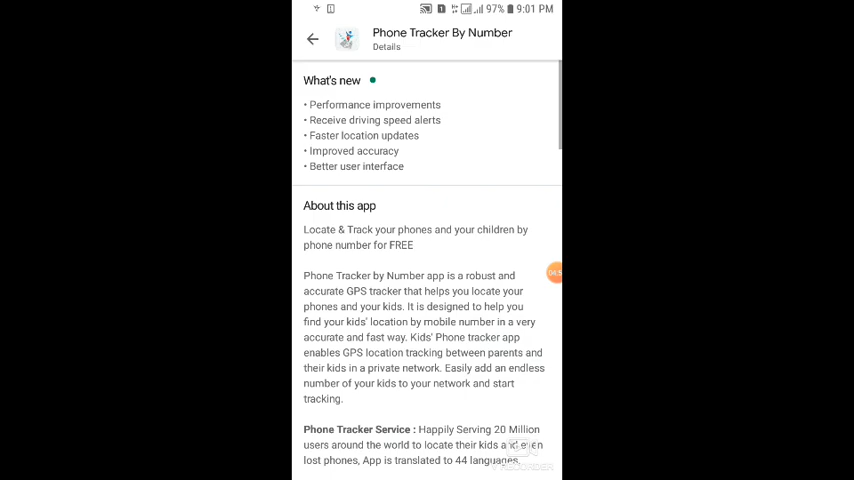 97% 9:01 PM
Phone Tracker By Number
Details
What's new
• Performance improvements
• Receive driving speed alerts
• Faster location updates
• Improved accuracy
• Better user interface
About this app
Locate & Track your phones and your children by
phone number for FREE
Phone Tracker by Number app is a robust and
accurate GPS tracker that helps you locate your
phones and your kids. It is designed to help you
find your kids' location by mobile number in a very
accurate and fast way. Kids' Phone tracker app
enables GPS location tracking between parents and
their kids in a private network. Easily add an endless
number of your kids to your network and start
tracking.
Phone Tracker Service : Happily Serving 20 Million
users around the world to locate their kids and even
lost phones, App is translated to 44 languages.